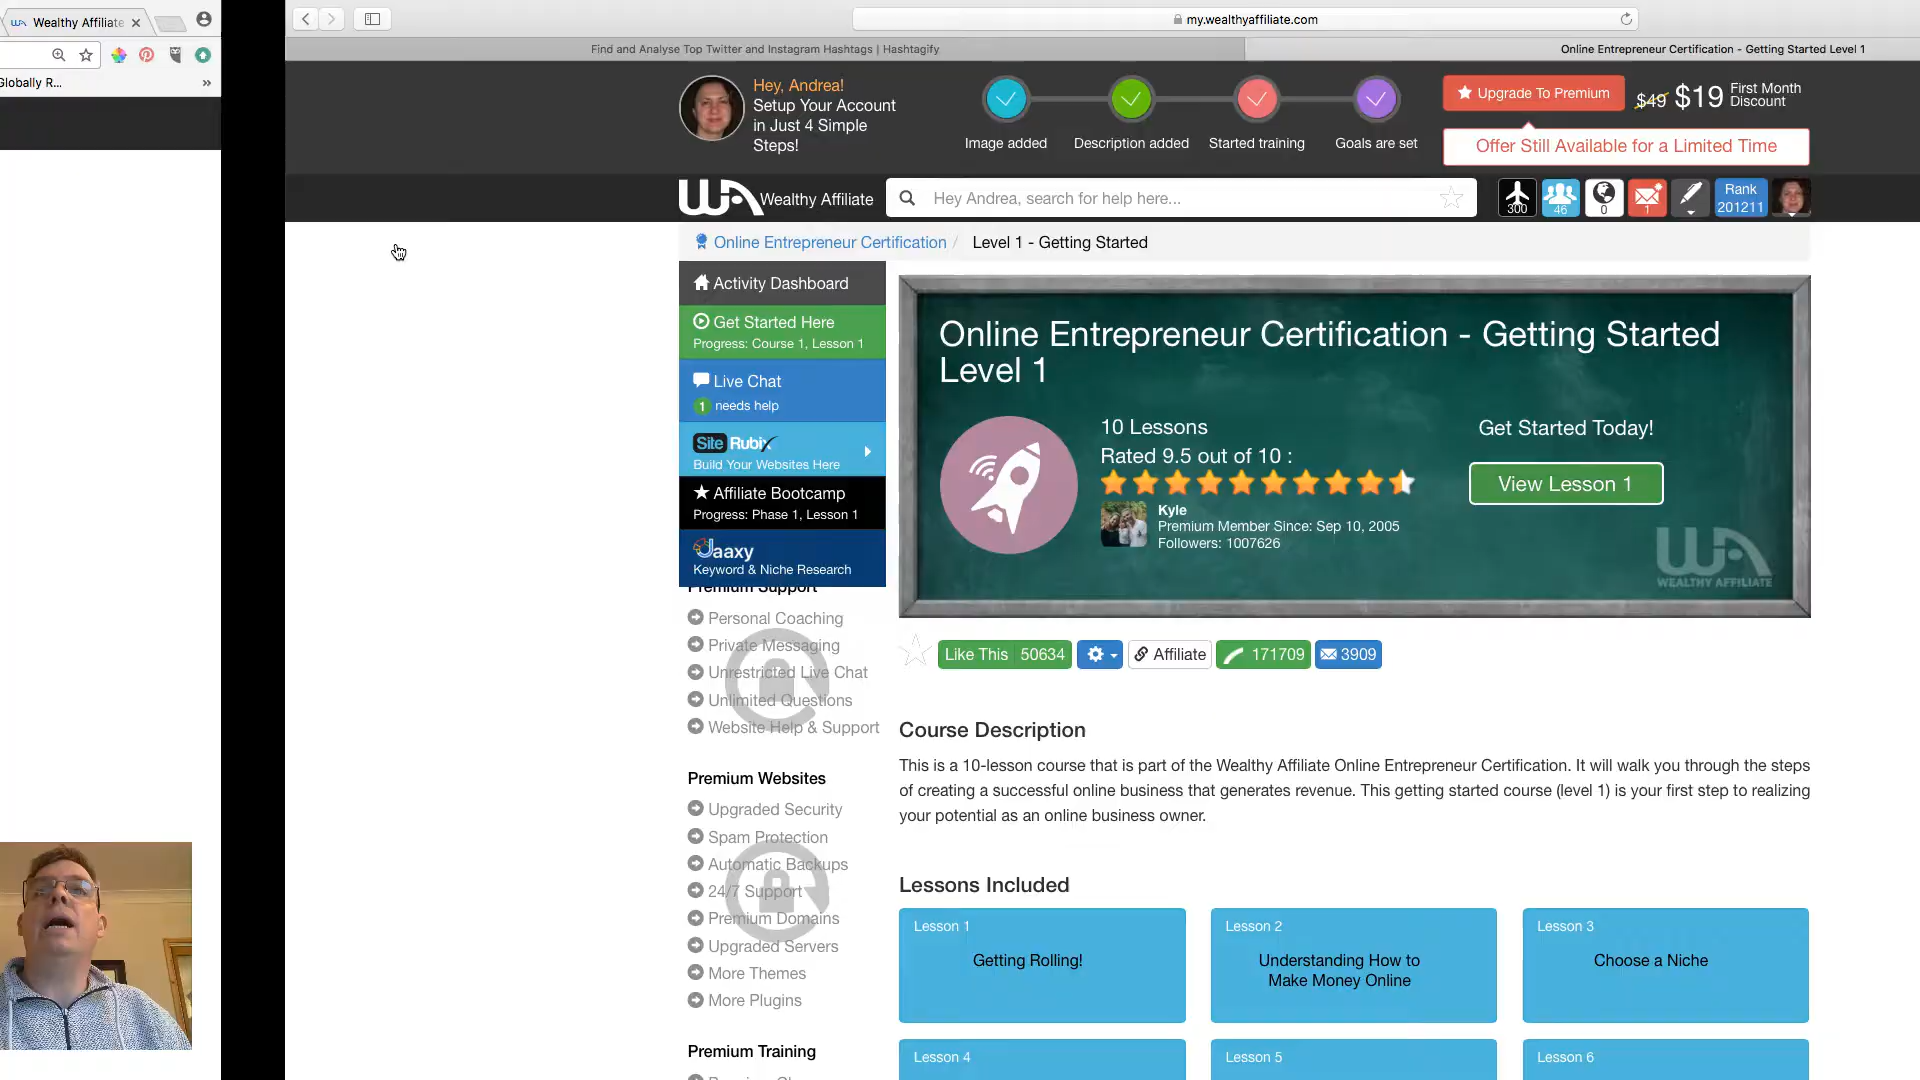 Wealthy Affiliate
Globally R...
my.wealthyaffiliate.com
Find and Analyse Top Twitter and Instagram Hashtags | Hashtagify
Online Entrepreneur Certification - Getting Started Level 1
Hey, Andrea!
Setup Your Account
in Just 4 Simple
Steps!
Image added
Description added
Started training
Goals are set
Upgrade To Premium
$49 $19 First Month
Discount
Offer Still Available for a Limited Time
Wealthy Affiliate
Hey Andrea, search for help here...
300
46
0
1
Rank
201211
Online Entrepreneur Certification / Level 1 - Getting Started
Activity Dashboard
Get Started Here
Progress: Course 1, Lesson 1
Live Chat
1 needs help
Site Rubix
Build Your Websites Here
Affiliate Bootcamp
Progress: Phase 1, Lesson 1
Jaaxy
Keyword & Niche Research
Premium Support
Personal Coaching
Private Messaging
Unrestricted Live Chat
Unlimited Questions
Website Help & Support
Premium Websites
Upgraded Security
Spam Protection
Automatic Backups
24/7 Support
Premium Domains
Upgraded Servers
More Themes
More Plugins
Premium Training
Online Entrepreneur Certification - Getting Started
Level 1
10 Lessons
Rated 9.5 out of 10 :
Kyle
Premium Member Since: Sep 10, 2005
Followers: 1007626
Get Started Today!
View Lesson 1
WA
WEALTHY AFFILIATE
Like This 50634
Affiliate
171709
3909
Course Description
This is a 10-lesson course that is part of the Wealthy Affiliate Online Entrepreneur Certification. It will walk you through the steps
of creating a successful online business that generates revenue. This getting started course (level 1) is your first step to realizing
your potential as an online business owner.
Lessons Included
Lesson 1
Getting Rolling!
Lesson 2
Understanding How to
Make Money Online
Lesson 3
Choose a Niche
Lesson 4
Lesson 5
Lesson 6